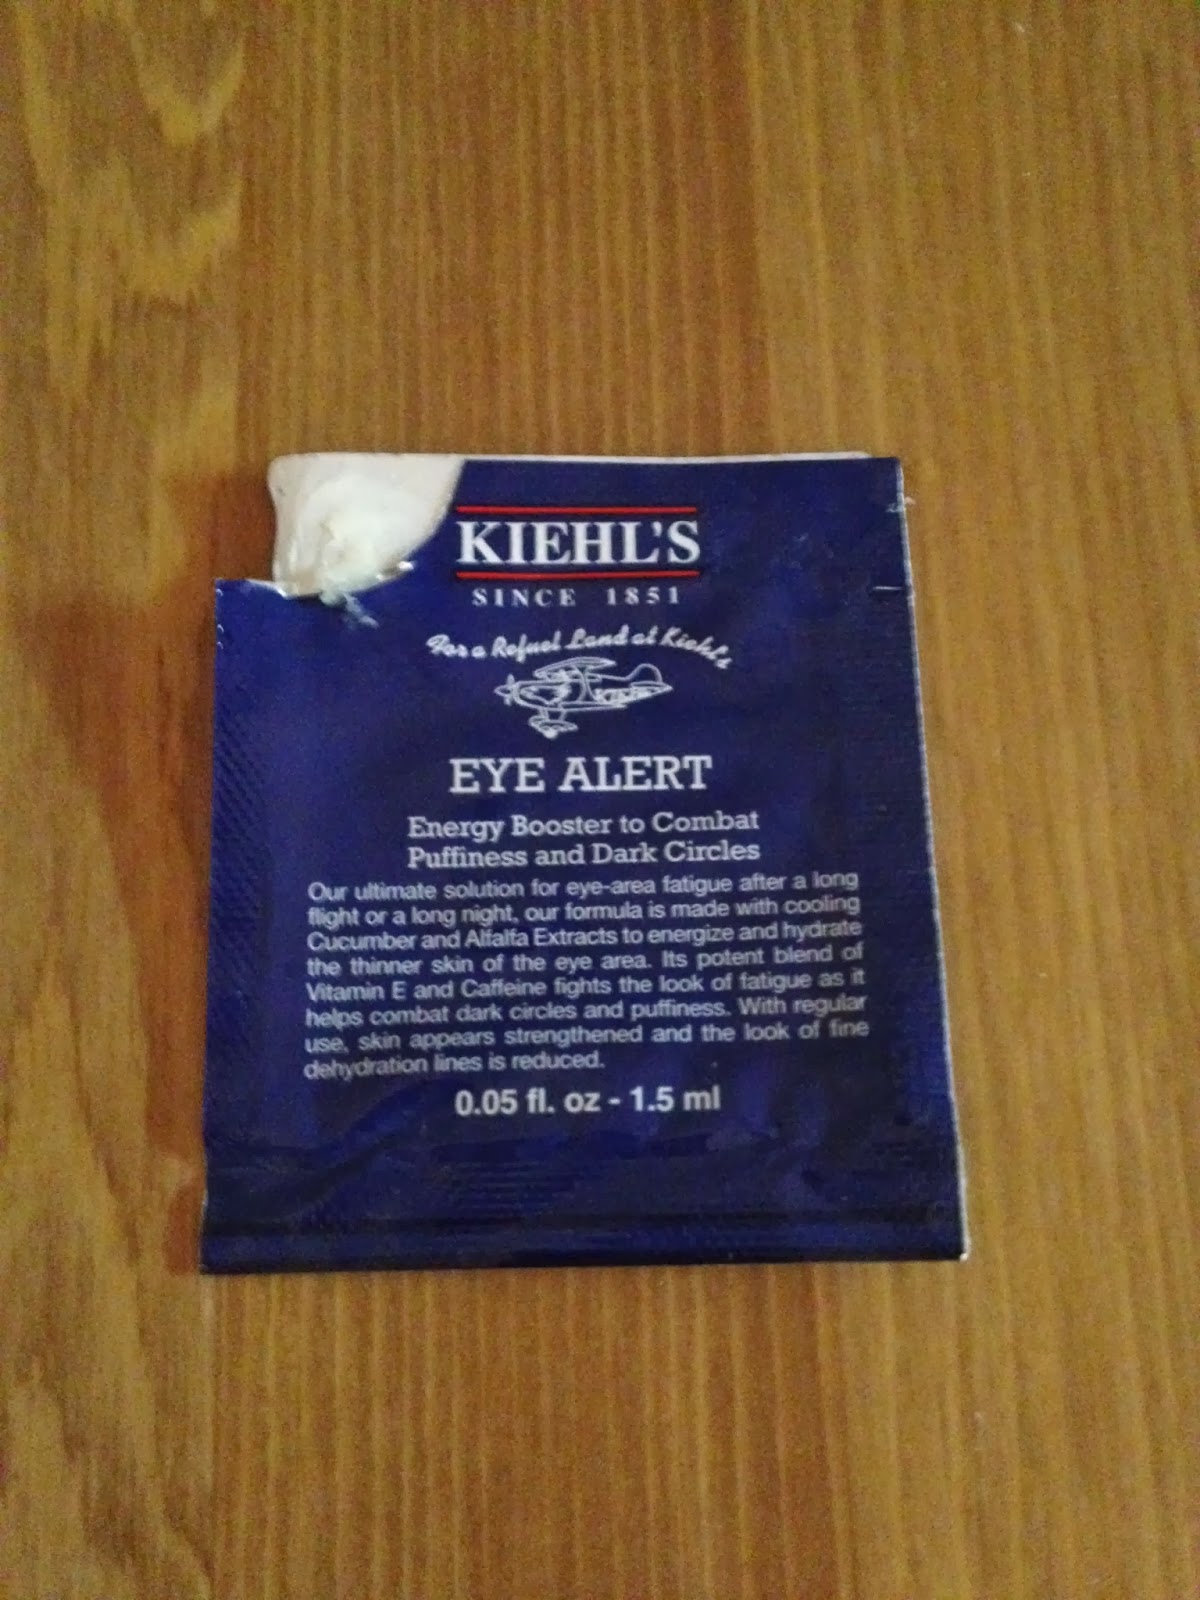 KIEHL'S
SINCE 1851
For a Refuel Land at Kiehl's
EYE ALERT
Energy Booster to Combat
Puffiness and Dark Circles
Our ultimate solution for eye-area fatigue after a long
flight or a long night, our formula is made with cooling
Cucumber and Alfalfa Extracts to energize and hydrate
the thinner skin of the eye area. Its potent blend of
Vitamin E and Caffeine fights the look of fatigue as it
helps combat dark circles and puffiness. With regular
use, skin appears strengthened and the look of fine
dehydration lines is reduced.
0.05 fl. oz - 1.5 ml